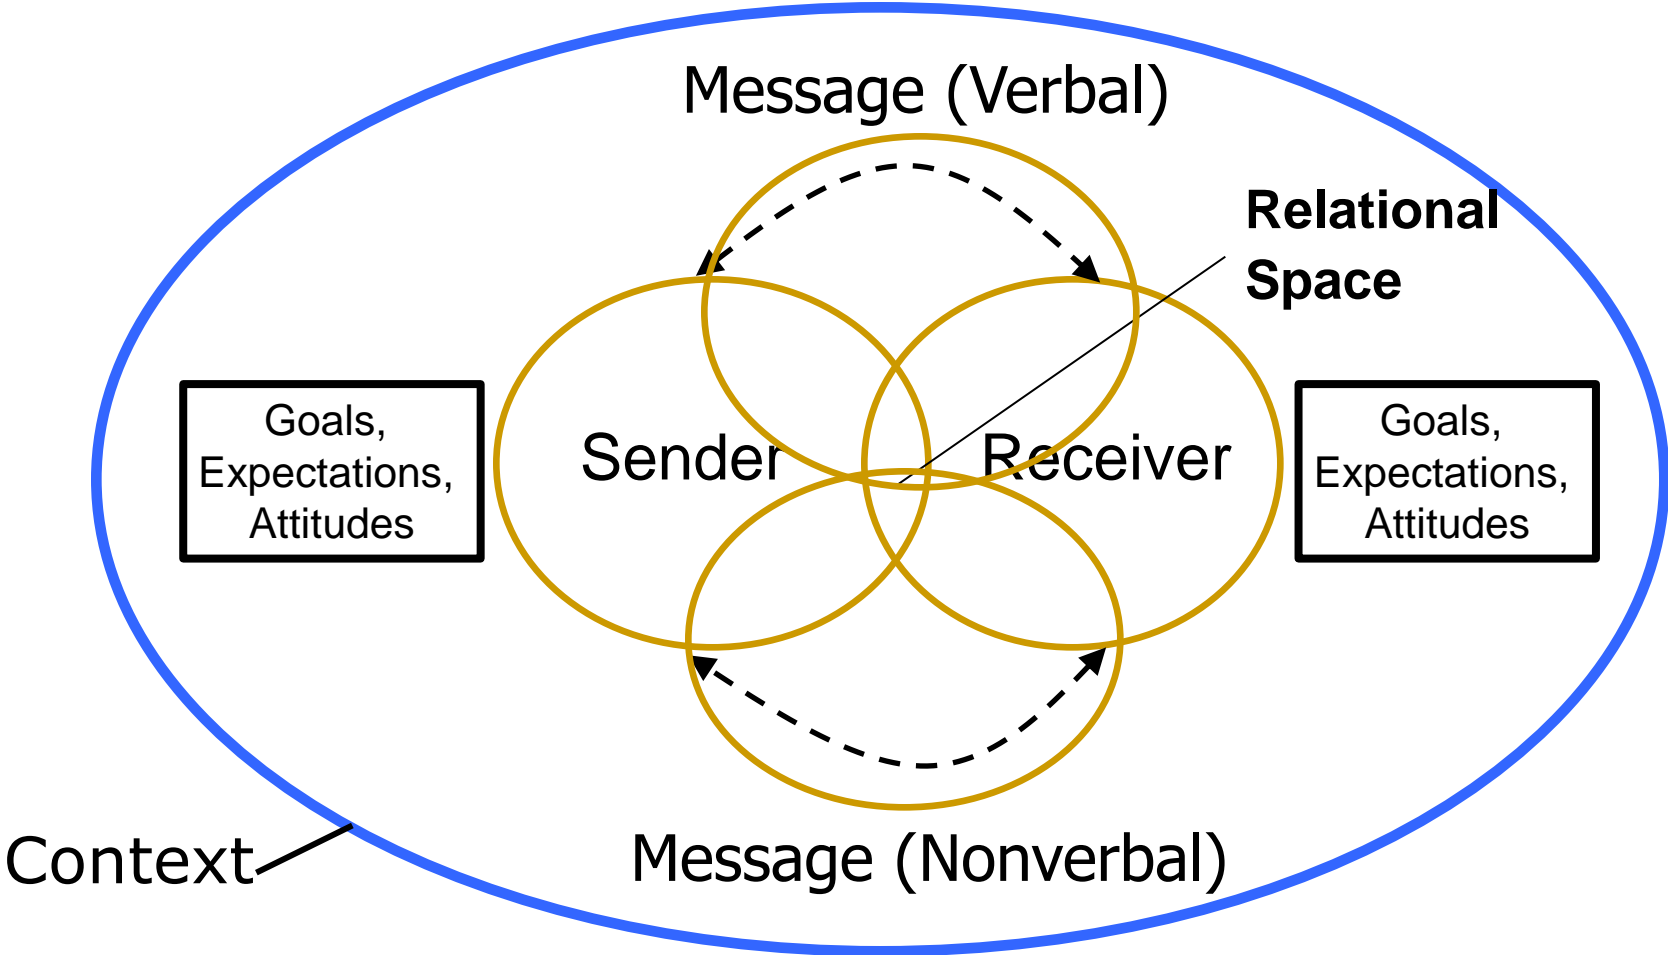 Message (Verbal)
Relational
Space
Goals,
Expectations,
Attitudes
Sender
Receiver
Goals,
Expectations,
Attitudes
Context
Message (Nonverbal)